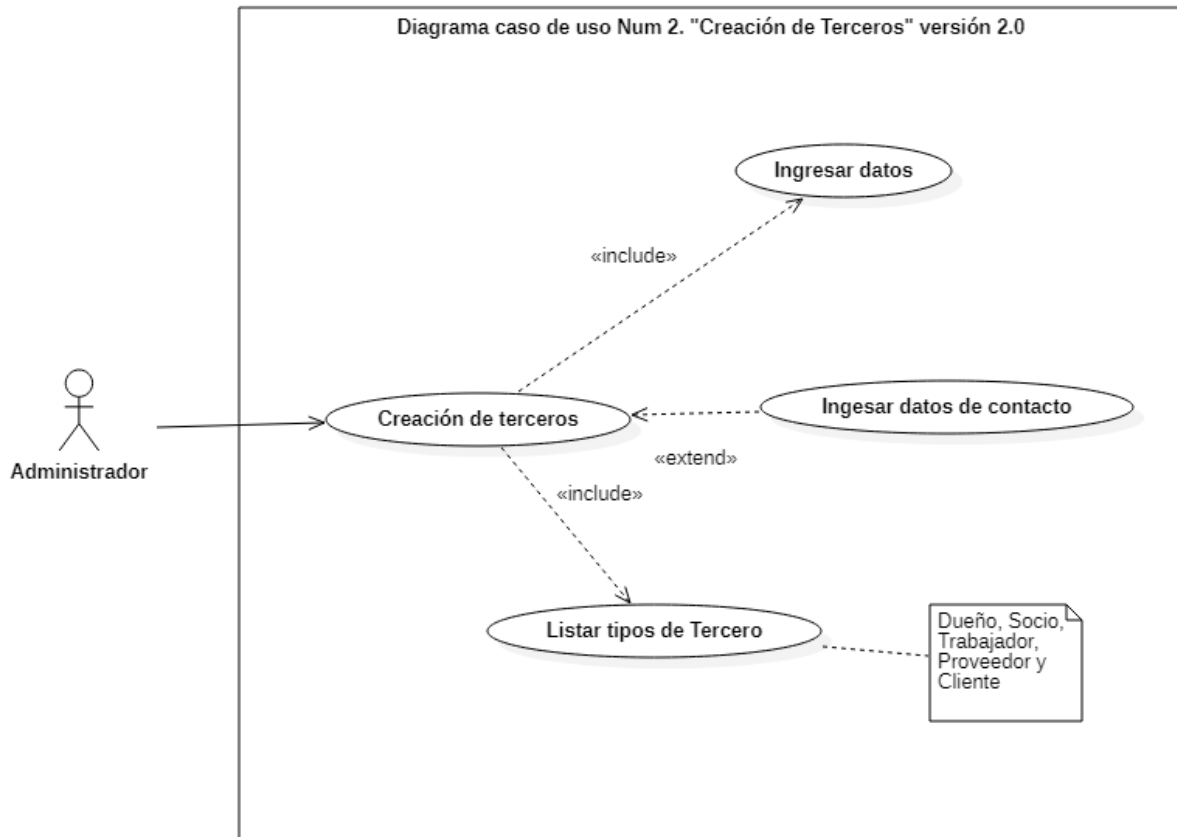 Diagrama caso de uso Num 2. "Creación de Terceros" versión 2.0
Ingresar datos
«include»
Creación de terceros
Ingesar datos de contacto
«extend»
Administrador
«include»
Listar tipos de Tercero
Dueño, Socio,
Trabajador,
Proveedor y
Cliente